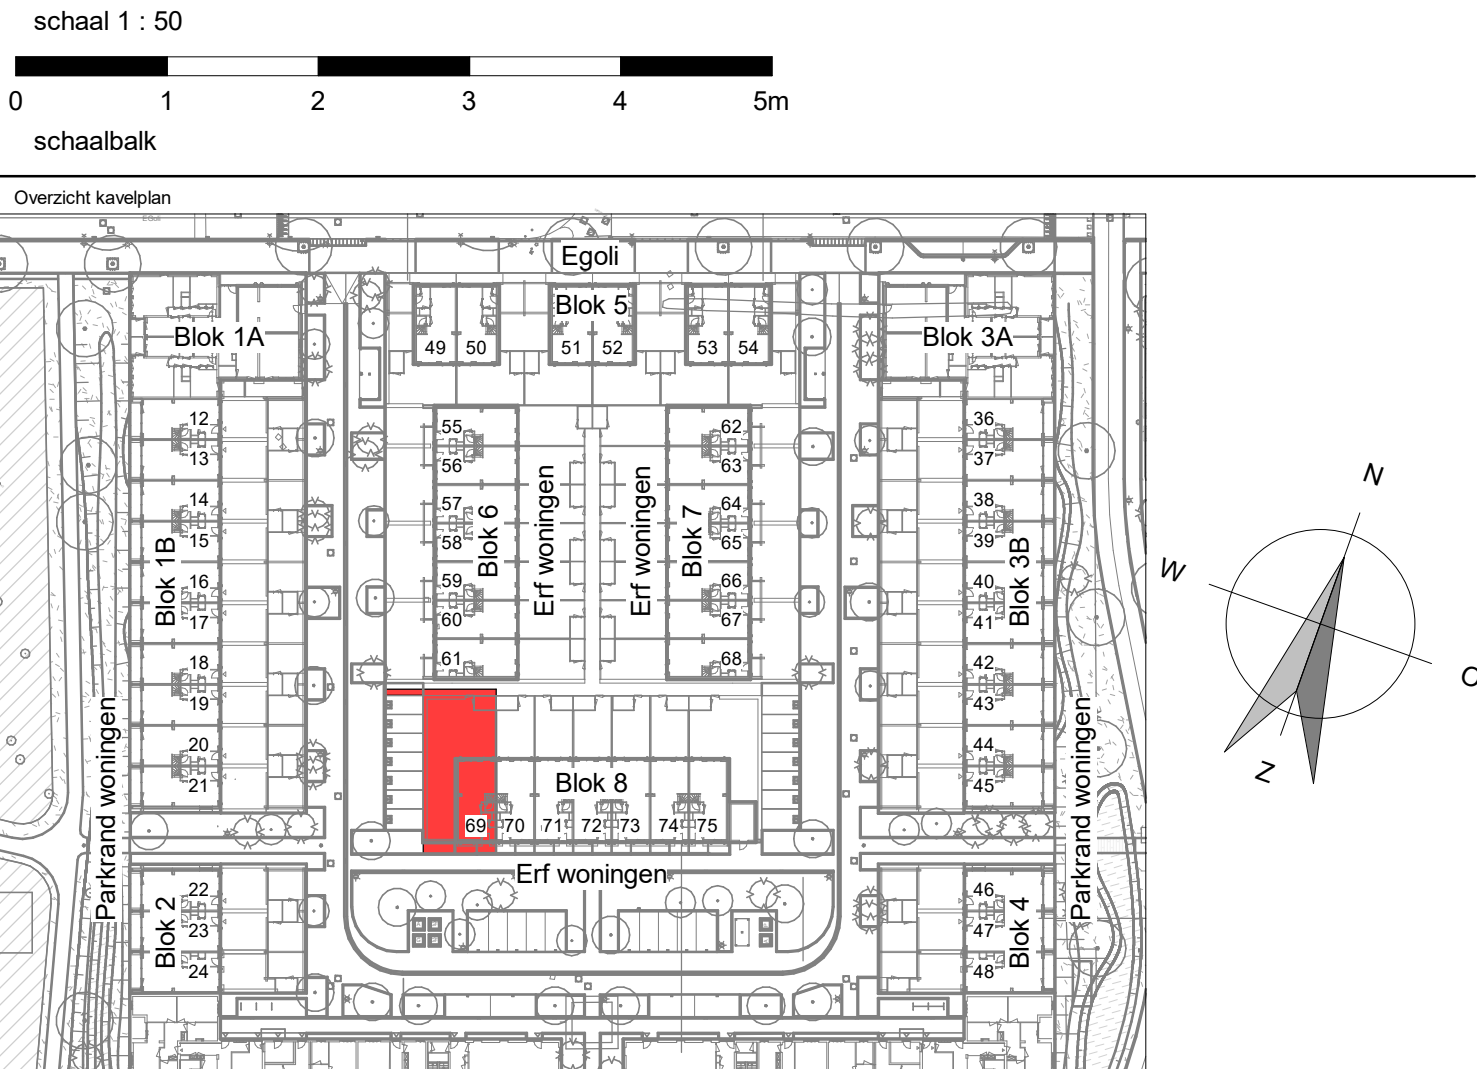 schaal 1 : 50
0 1 2 3 4 5m
schaalbalk
Overzicht kavelplan
EGoli
Egoli
Blok 5
Blok 1A
Blok 3A
49 50 51 52 53 54
12
13
14
15
16
17
18
19
20
21
Blok 1B
55
56
57
58
59
60
61
Blok 6
Erf woningen
Erf woningen
Blok 7
62
63
64
65
66
67
68
36
37
38
39
40
41
42
43
44
45
Blok 3B
Parkrand woningen
Parkrand woningen
Blok 8
69 70 71 72 73 74 75
Erf woningen
22
23
24
Blok 2
46
47
48
Blok 4
N
W
O
Z